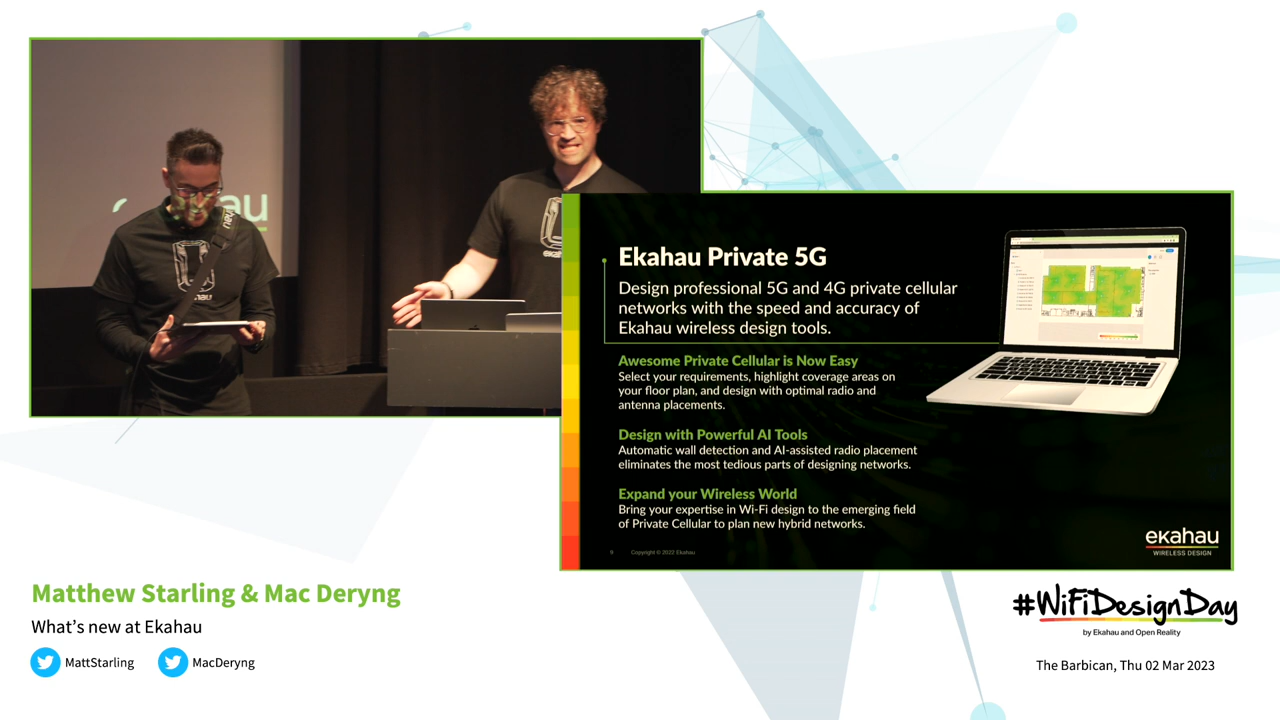 Ekahau Private 5G
Design professional 5G and 4G private cellular
networks with the speed and accuracy of
Ekahau wireless design tools.
Awesome Private Cellular is Now Easy
Select your requirements, highlight coverage areas on
your floor plan, and design with optimal radio and
antenna placements.
Design with Powerful AI Tools
Automatic wall detection and AI-assisted radio placement
eliminates the most tedious parts of designing networks.
Expand your Wireless World
Bring your expertise in Wi-Fi design to the emerging field
of Private Cellular to plan new hybrid networks.
9 Copyright © 2022 Ekahau
ekahau
WIRELESS DESIGN
Matthew Starling & Mac Deryng
What's new at Ekahau
MattStarling MacDeryng
#WiFiDesignDay
by Ekahau and Open Reality
The Barbican, Thu 02 Mar 2023